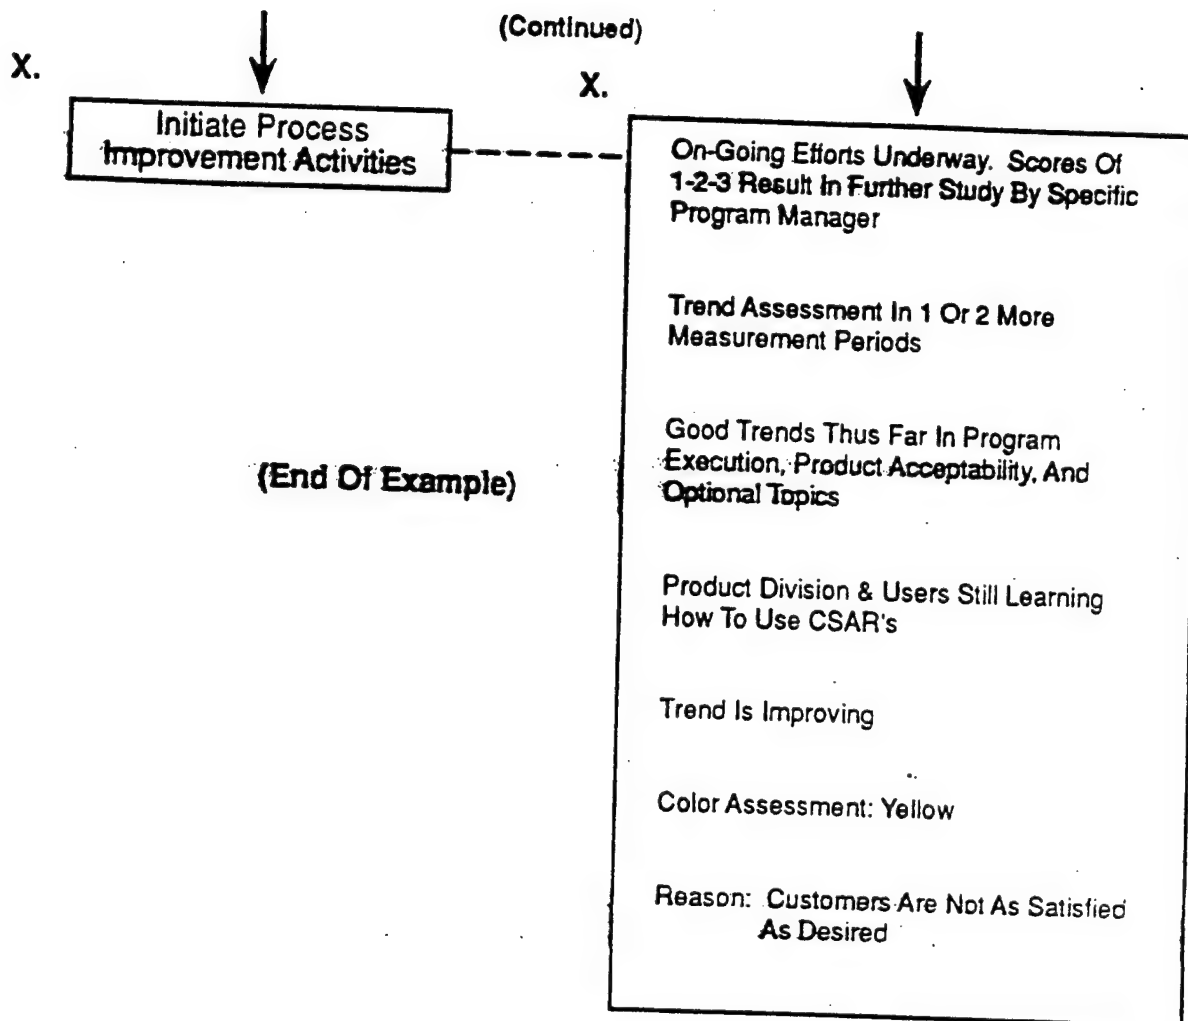 (Continued)
X.
Initiate Process
Improvement Activities
X.
On-Going Efforts Underway. Scores Of
1-2-3 Result In Further Study By Specific
Program Manager
Trend Assessment In 1 Or 2 More
Measurement Periods
Good Trends Thus Far In Program
Execution, Product Acceptability, And
Optional Topics
Product Division & Users Still Learning
How To Use CSAR's
Trend Is Improving
Color Assessment: Yellow
Reason: Customers Are Not As Satisfied
As Desired
(End Of Example)